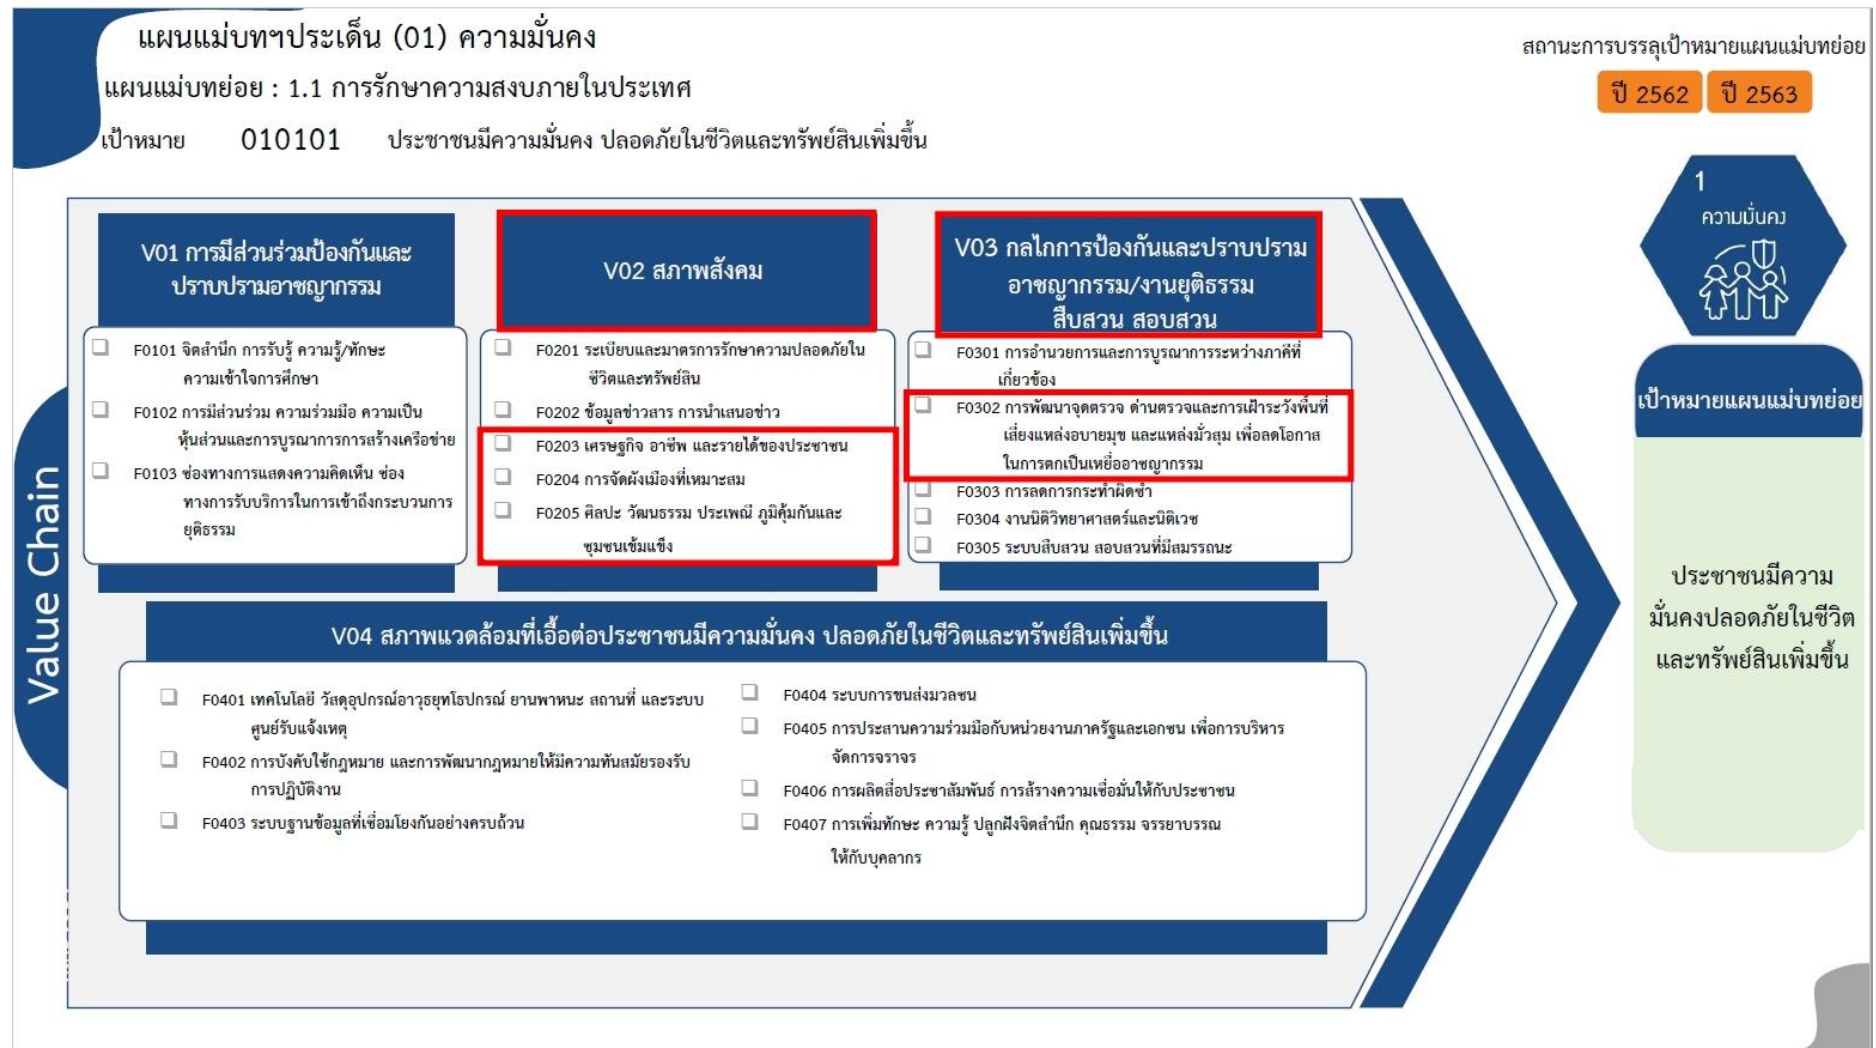 แผนแม่บทฯประเด็น (01) ความมั่นคง
แผนแม่บทย่อย : 1.1 การรักษาความสงบภายในประเทศ
เป้าหมาย 010101 ประชาชนมีความมั่นคง ปลอดภัยในชีวิตและทรัพย์สินเพิ่มขึ้น
สถานะการบรรลุเป้าหมายแผนแม่บทย่อย
ปี 2562 ปี 2563
Value Chain
V01 การมีส่วนร่วมป้องกันและ
ปราบปรามอาชญากรรม
F0101 จิตสำนึก การรับรู้ ความรู้/ทักษะ
ความเข้าใจการศึกษา
F0102 การมีส่วนร่วม ความร่วมมือ ความเป็น
หุ้นส่วนและการบูรณาการการสร้างเครือข่าย
F0103 ช่องทางการแสดงความคิดเห็น ช่อง
ทางการรับบริการในการเข้าถึงกระบวนการ
ยุติธรรม
V02 สภาพสังคม
F0201 ระเบียบและมาตรการรักษาความปลอดภัยใน
ชีวิตและทรัพย์สิน
F0202 ข้อมูลข่าวสาร การนำเสนอข่าว
F0203 เศรษฐกิจ อาชีพ และรายได้ของประชาชน
F0204 การจัดผังเมืองที่เหมาะสม
F0205 ศิลปะ วัฒนธรรม ประเพณี ภูมิคุ้มกันและ
ชุมชนเข้มแข็ง
V03 กลไกการป้องกันและปราบปราม
อาชญากรรม/งานยุติธรรม
สืบสวน สอบสวน
F0301 การอำนวยการและการบูรณาการระหว่างภาคีที่
เกี่ยวข้อง
F0302 การพัฒนาจุดตรวจ ด่านตรวจและการเฝ้าระวังพื้นที่
เสี่ยงแหล่งอบายมุข และแหล่งมั่วสุม เพื่อลดโอกาส
ในการตกเป็นเหยื่ออาชญากรรม
F0303 การลดการกระทำผิดซ้ำ
F0304 งานนิติวิทยาศาสตร์และนิติเวช
F0305 ระบบสืบสวน สอบสวนที่มีสมรรถนะ
V04 สภาพแวดล้อมที่เอื้อต่อประชาชนมีความมั่นคง ปลอดภัยในชีวิตและทรัพย์สินเพิ่มขึ้น
F0401 เทคโนโลยี วัสดุอุปกรณ์อาวุธยุทโธปกรณ์ ยานพาหนะ สถานที่ และระบบ
ศูนย์รับแจ้งเหตุ
F0402 การบังคับใช้กฎหมาย และการพัฒนากฎหมายให้มีความทันสมัยรองรับ
การปฏิบัติงาน
F0403 ระบบฐานข้อมูลที่เชื่อมโยงกันอย่างครบถ้วน
F0404 ระบบการขนส่งมวลชน
F0405 การประสานความร่วมมือกับหน่วยงานภาครัฐและเอกชน เพื่อการบริหาร
จัดการจราจร
F0406 การผลิตสื่อประชาสัมพันธ์ การสร้างความเชื่อมั่นให้กับประชาชน
F0407 การเพิ่มทักษะ ความรู้ ปลูกฝังจิตสำนึก คุณธรรม จรรยาบรรณ
ให้กับบุคลากร
1
ความมั่นคง
เป้าหมายแผนแม่บทย่อย
ประชาชนมีความ
มั่นคงปลอดภัยในชีวิต
และทรัพย์สินเพิ่มขึ้น